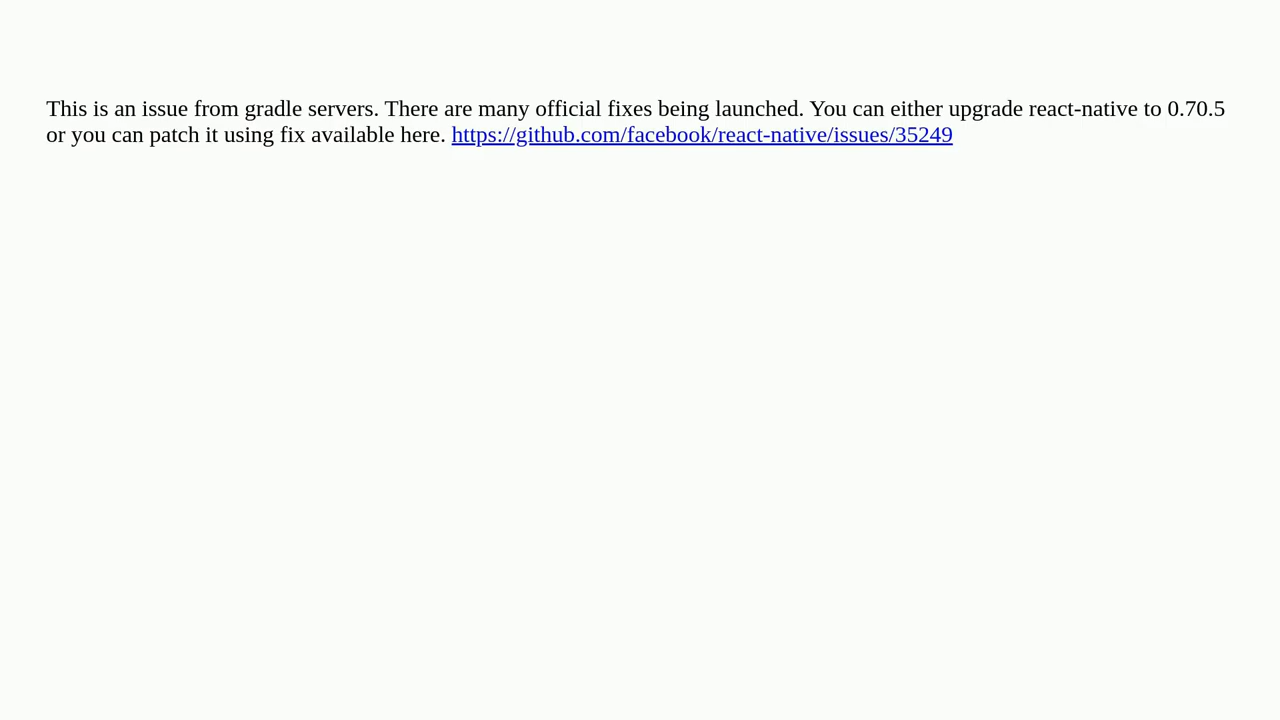 This is an issue from gradle servers. There are many official fixes being launched. You can either upgrade react-native to 0.70.5
or you can patch it using fix available here. https://github.com/facebook/react-native/issues/35249